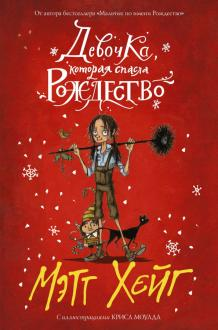 От автора бестселлера «Мальчик по имени Рождество»
Девочка,
которая спасла
Рождество
Мэтт Хейг
С иллюстрациями Криса Моулда